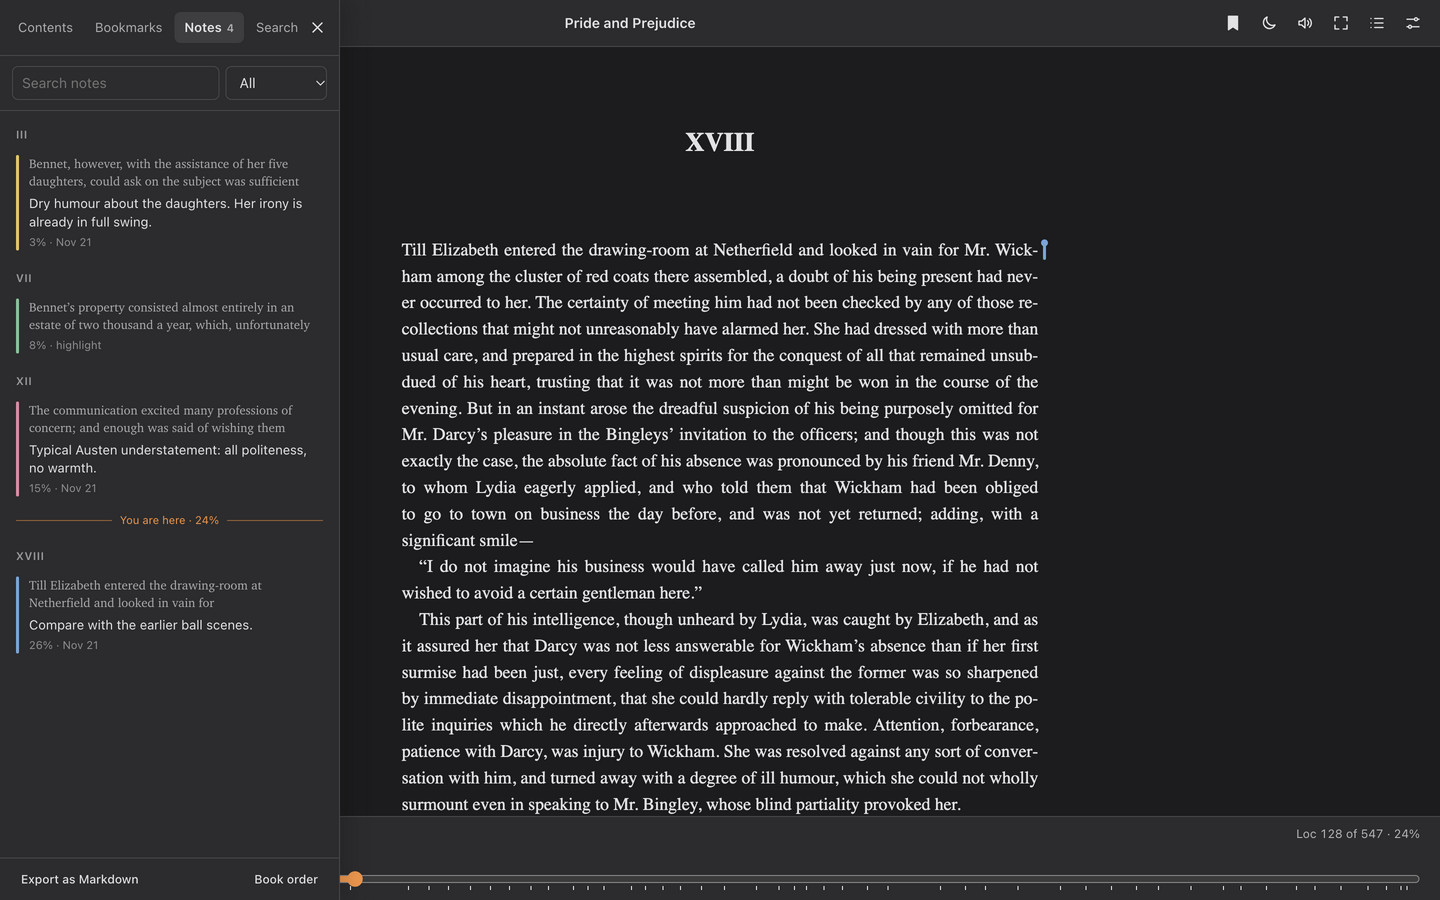 Contents Bookmarks Notes 4 Search
Search notes All
III
Bennet, however, with the assistance of her five
daughters, could ask on the subject was sufficient
Dry humour about the daughters. Her irony is
already in full swing.
3% · Nov 21
VII
Bennet’s property consisted almost entirely in an
estate of two thousand a year, which, unfortunately
8% · highlight
XII
The communication excited many professions of
concern; and enough was said of wishing them
Typical Austen understatement: all politeness,
no warmth.
15% · Nov 21
You are here · 24%
XVIII
Till Elizabeth entered the drawing-room at
Netherfield and looked in vain for
Compare with the earlier ball scenes.
26% · Nov 21
Export as Markdown Book order
Pride and Prejudice
XVIII
Till Elizabeth entered the drawing-room at Netherfield and looked in vain for Mr. Wick-
ham among the cluster of red coats there assembled, a doubt of his being present had nev-
er occurred to her. The certainty of meeting him had not been checked by any of those re-
collections that might not unreasonably have alarmed her. She had dressed with more than
usual care, and prepared in the highest spirits for the conquest of all that remained unsub-
dued of his heart, trusting that it was not more than might be won in the course of the
evening. But in an instant arose the dreadful suspicion of his being purposely omitted for
Mr. Darcy’s pleasure in the Bingleys’ invitation to the officers; and though this was not
exactly the case, the absolute fact of his absence was pronounced by his friend Mr. Denny,
to whom Lydia eagerly applied, and who told them that Wickham had been obliged
to go to town on business the day before, and was not yet returned; adding, with a
significant smile—
“I do not imagine his business would have called him away just now, if he had not
wished to avoid a certain gentleman here.”
This part of his intelligence, though unheard by Lydia, was caught by Elizabeth, and as
it assured her that Darcy was not less answerable for Wickham’s absence than if her first
surmise had been just, every feeling of displeasure against the former was so sharpened
by immediate disappointment, that she could hardly reply with tolerable civility to the po-
lite inquiries which he directly afterwards approached to make. Attention, forbearance,
patience with Darcy, was injury to Wickham. She was resolved against any sort of conver-
sation with him, and turned away with a degree of ill humour, which she could not wholly
surmount even in speaking to Mr. Bingley, whose blind partiality provoked her.
Loc 128 of 547 · 24%